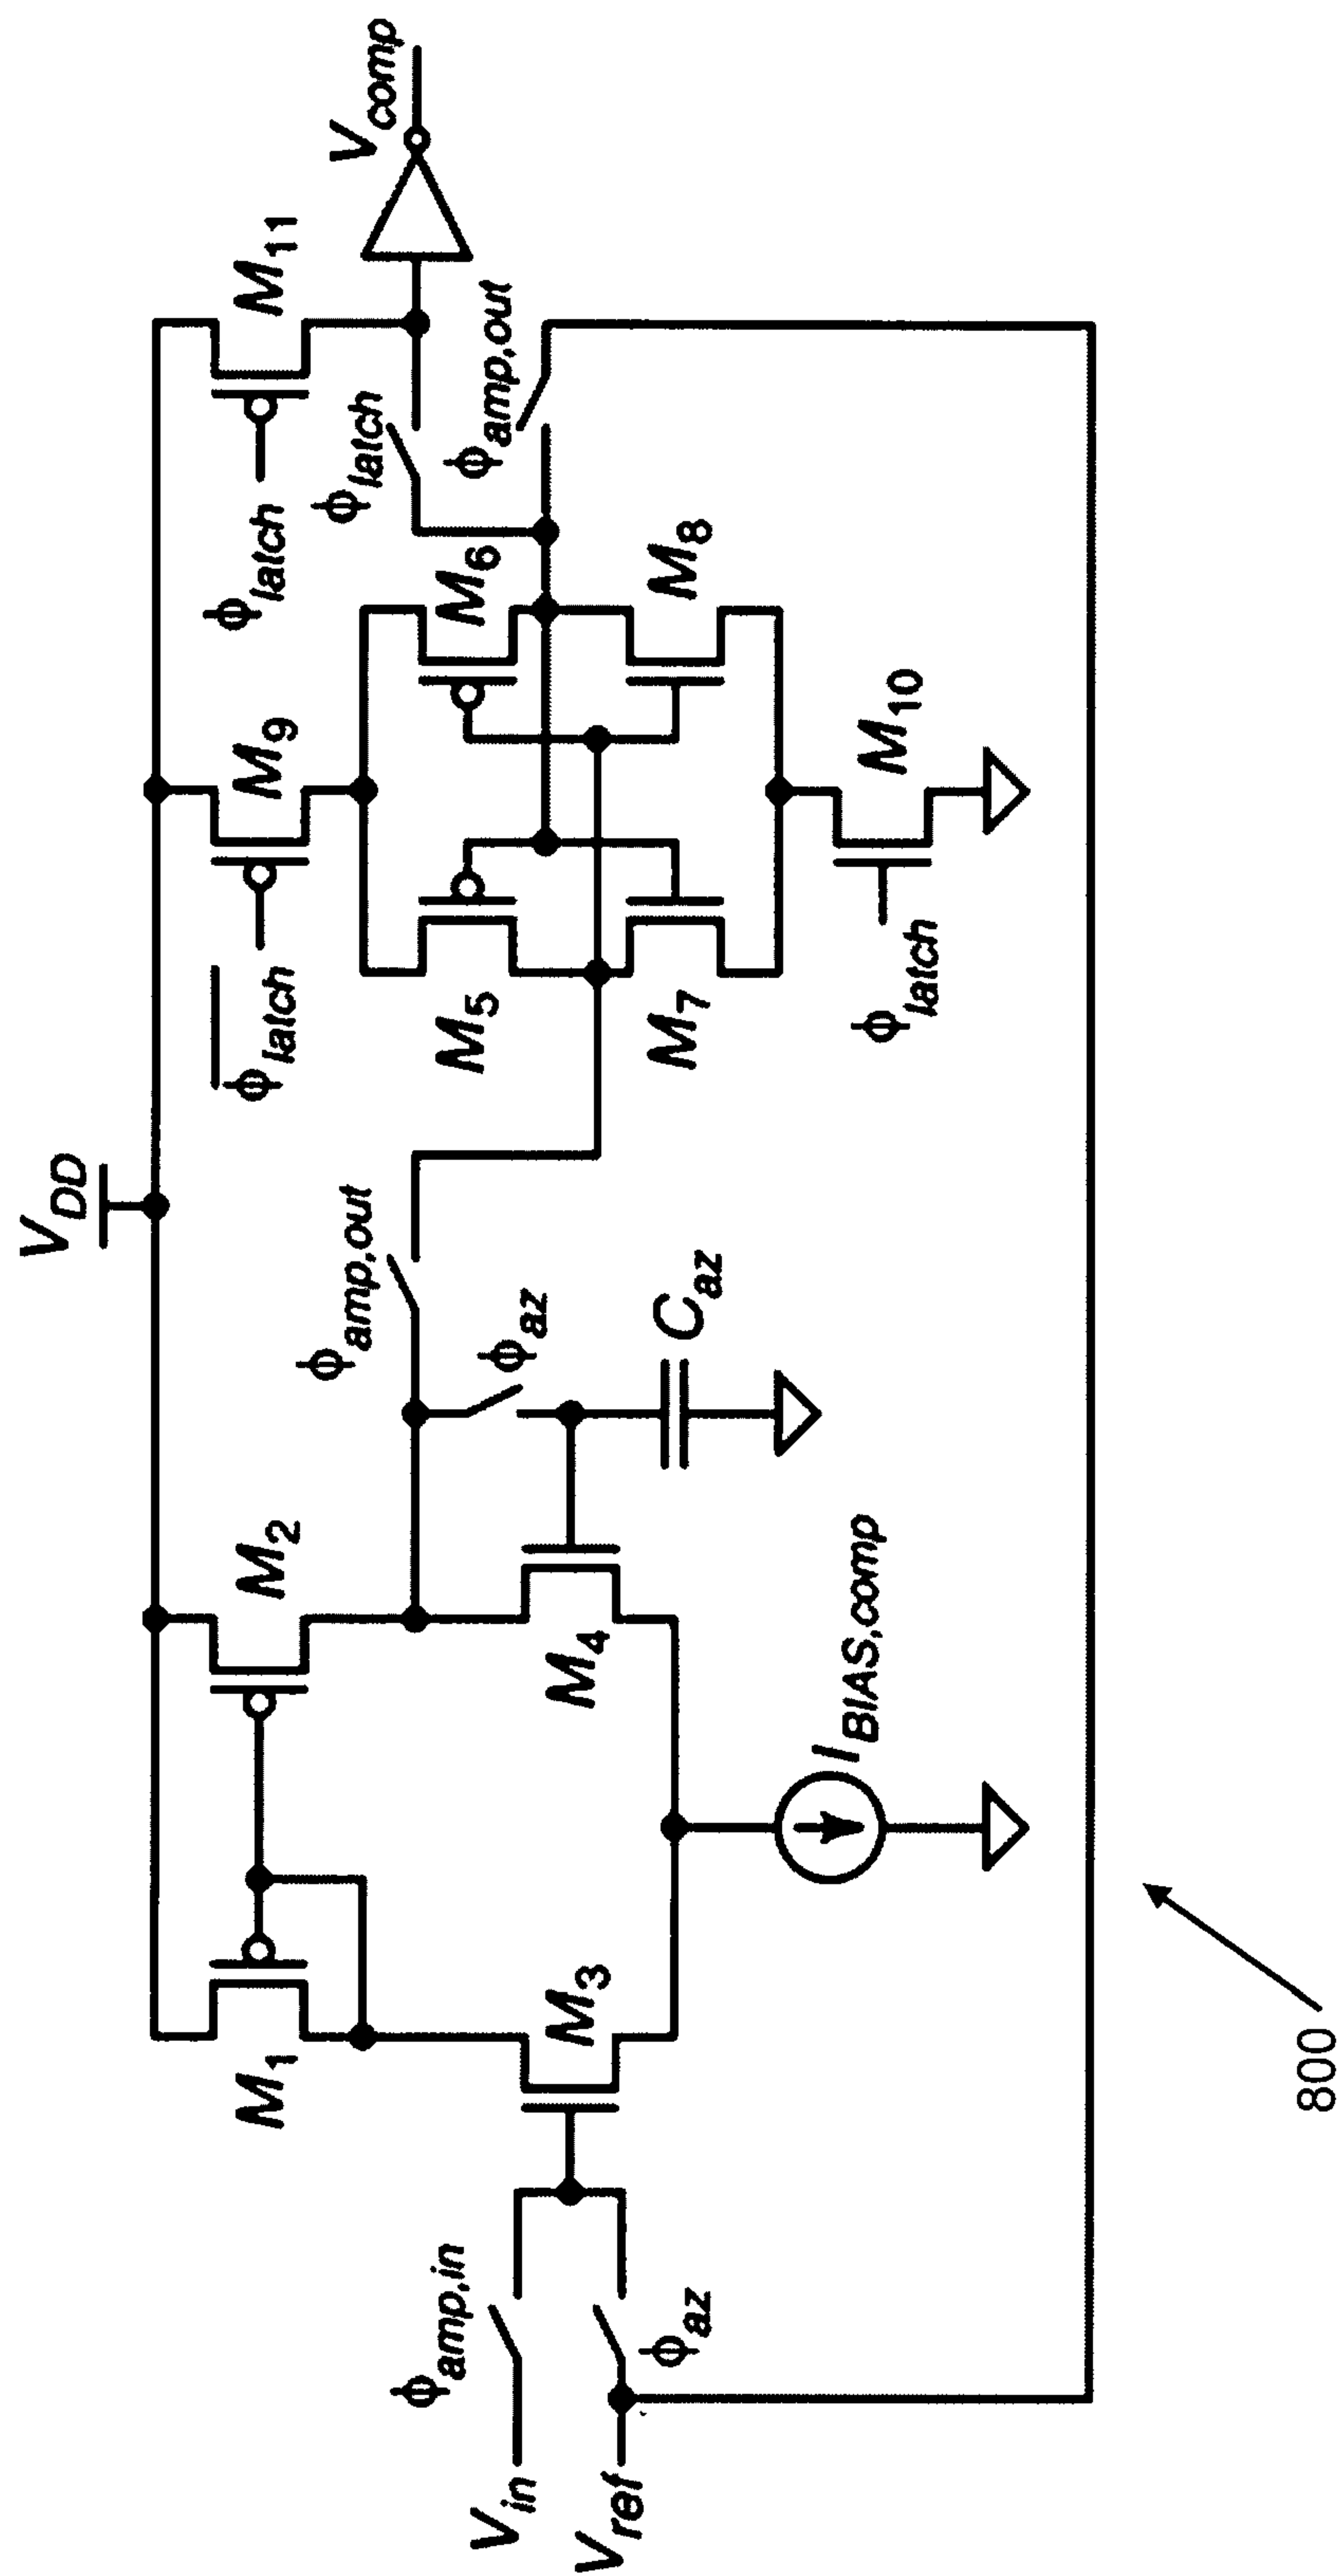 V_DD
M_1
M_2
M_9
M_11
ϕ_latch
ϕ_latch
ϕ_latch
V_comp
ϕ_amp,out
M_5
M_6
ϕ_amp,out
ϕ_amp,in
V_in
V_ref
ϕ_az
M_3
M_4
ϕ_az
C_az
M_7
M_8
ϕ_latch
M_10
I_BIAS,comp
800